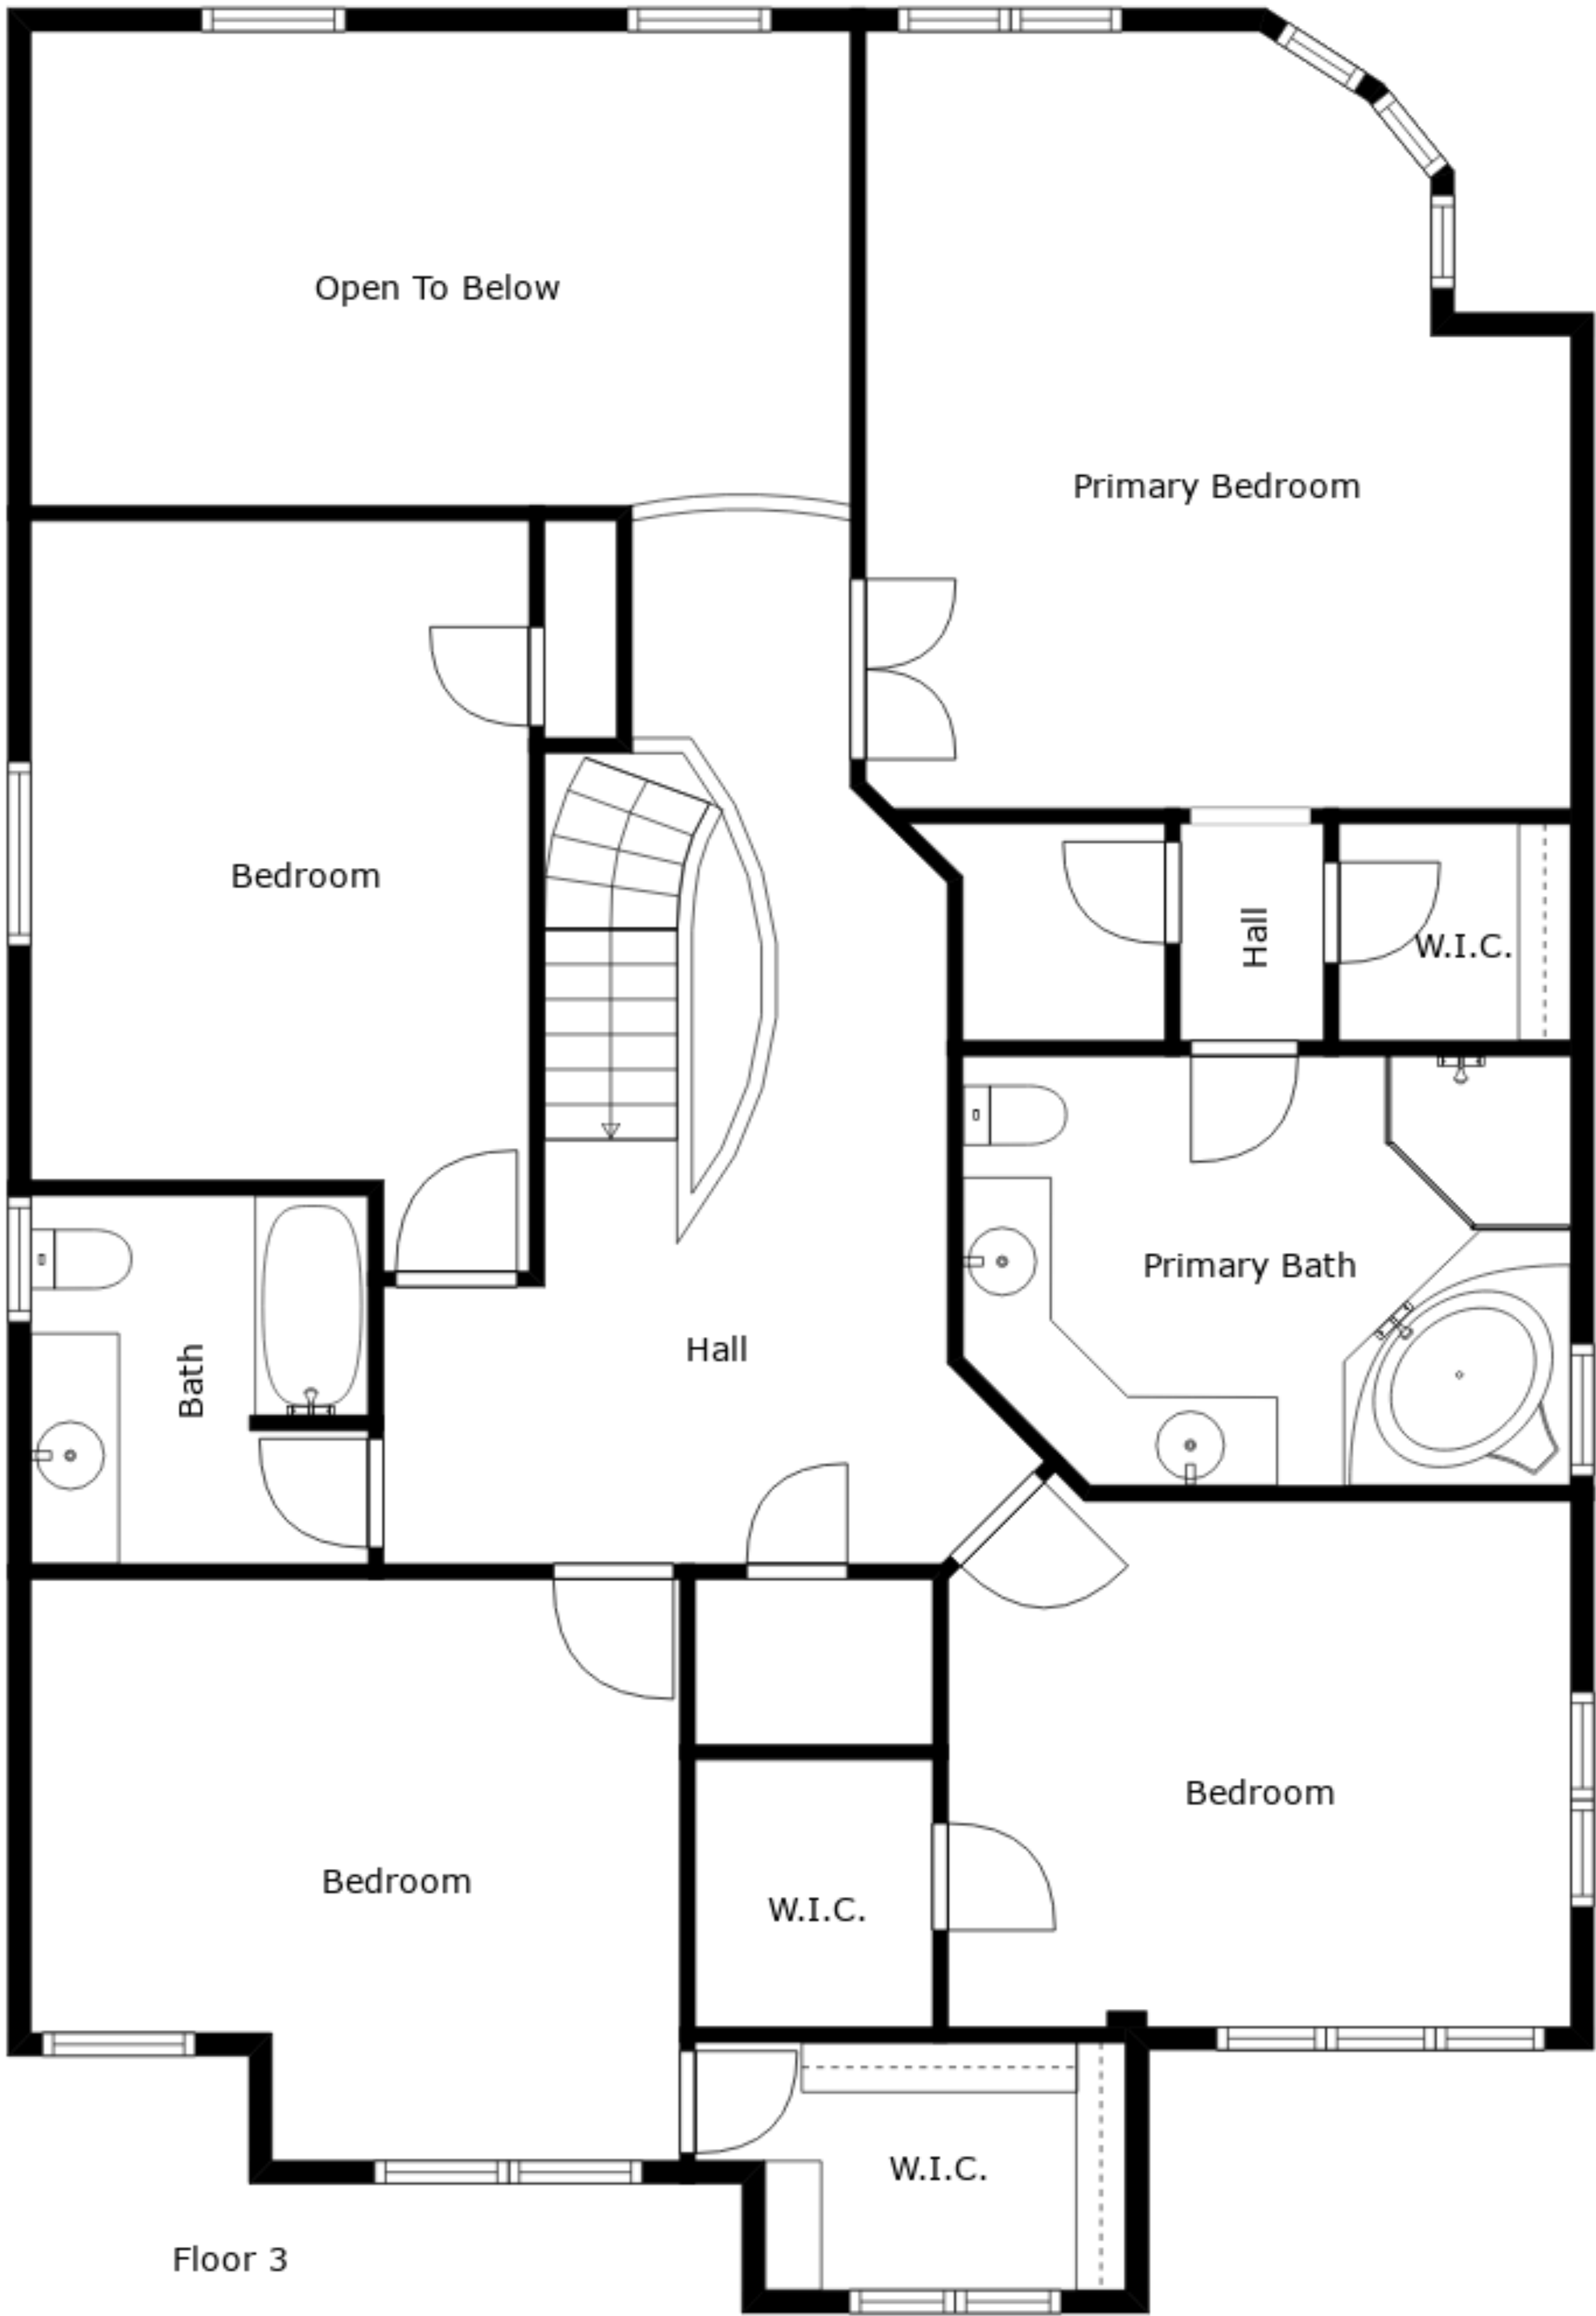 Open To Below
Primary Bedroom
Bedroom
Hall
W.I.C.
Primary Bath
Hall
Bath
Bedroom
Bedroom
W.I.C.
W.I.C.
Floor 3